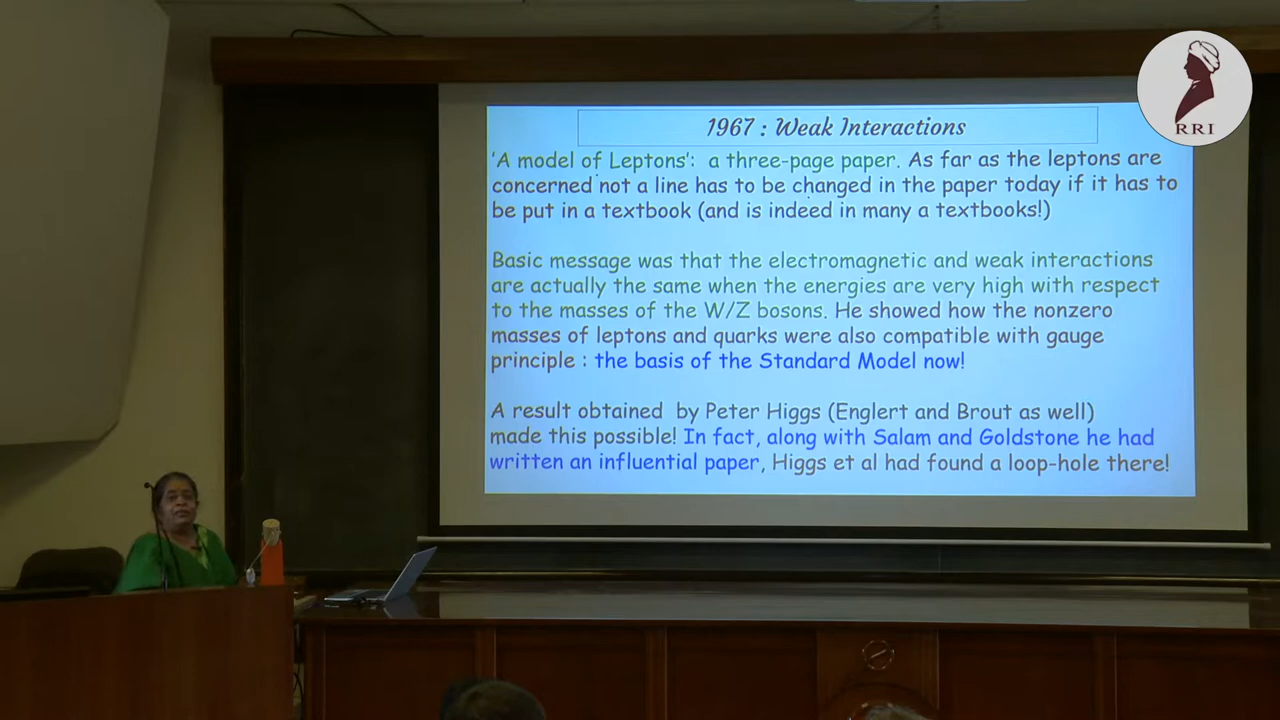 RRI
1967 : Weak Interactions
'A model of Leptons': a three-page paper. As far as the leptons are
concerned not a line has to be changed in the paper today if it has to
be put in a textbook (and is indeed in many a textbooks!)
Basic message was that the electromagnetic and weak interactions
are actually the same when the energies are very high with respect
to the masses of the W/Z bosons. He showed how the nonzero
masses of leptons and quarks were also compatible with gauge
principle : the basis of the Standard Model now!
A result obtained by Peter Higgs (Englert and Brout as well)
made this possible! In fact, along with Salam and Goldstone he had
written an influential paper, Higgs et al had found a loop-hole there!